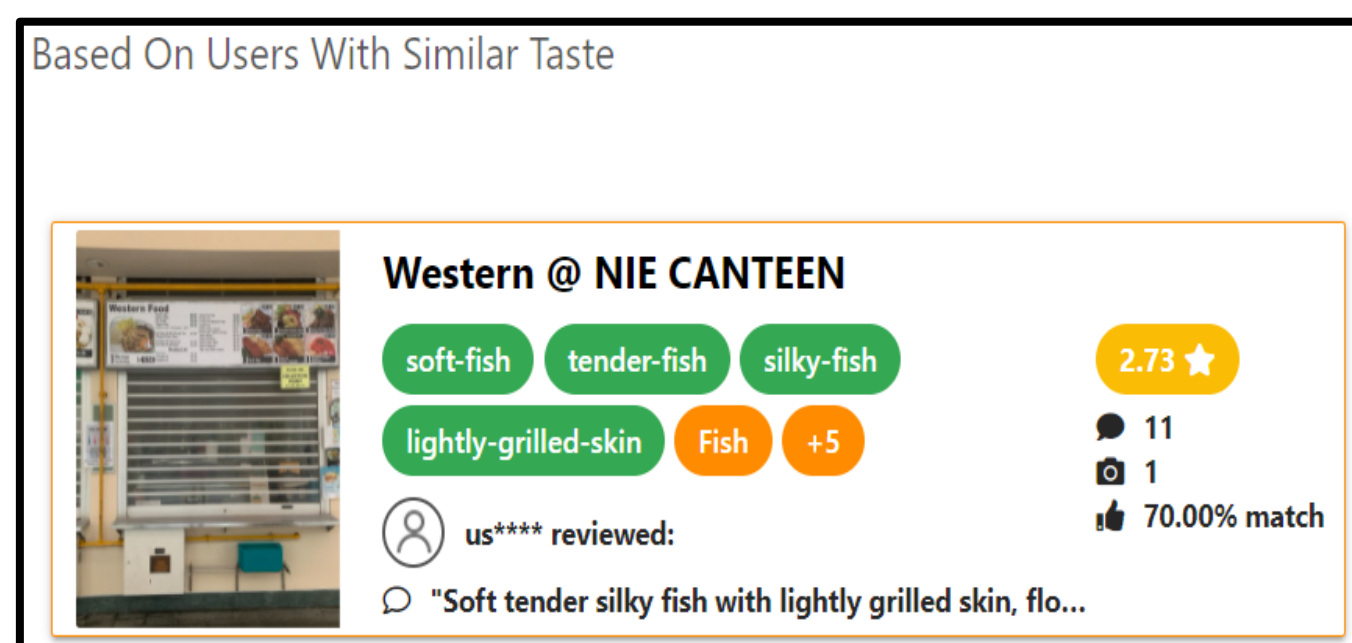 Based On Users With Similar Taste
Western Food
Western @ NIE CANTEEN
soft-fish tender-fish silky-fish
2.73
lightly-grilled-skin Fish +5
11
1
70.00% match
us**** reviewed:
"Soft tender silky fish with lightly grilled skin, flo...